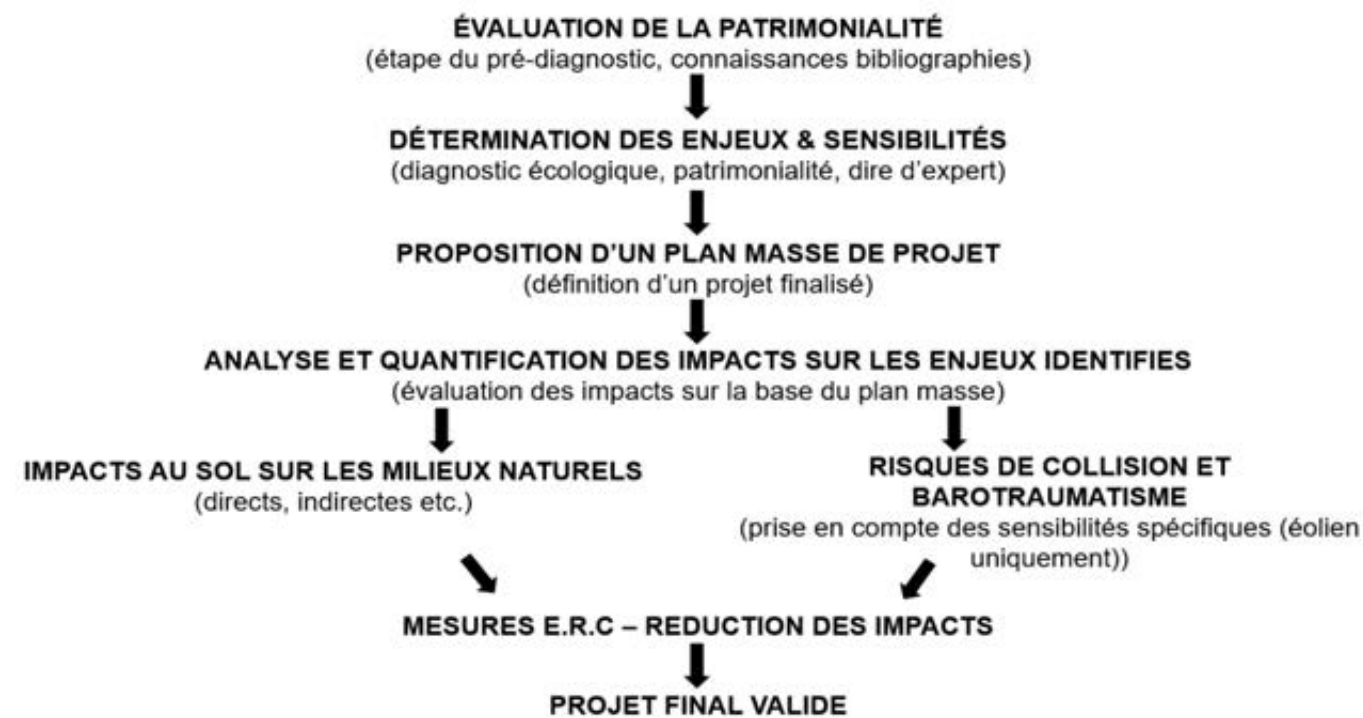 ÉVALUATION DE LA PATRIMONIALITÉ
(étape du pré-diagnostic, connaissances bibliographies)
DÉTERMINATION DES ENJEUX & SENSIBILITÉS
(diagnostic écologique, patrimonialité, dire d'expert)
PROPOSITION D'UN PLAN MASSE DE PROJET
(définition d'un projet finalisé)
ANALYSE ET QUANTIFICATION DES IMPACTS SUR LES ENJEUX IDENTIFIES
(évaluation des impacts sur la base du plan masse)
IMPACTS AU SOL SUR LES MILIEUX NATURELS
(directs, indirectes etc.)
RISQUES DE COLLISION ET
BAROTRAUMATISME
(prise en compte des sensibilités spécifiques (éolien
uniquement))
MESURES E.R.C – REDUCTION DES IMPACTS
PROJET FINAL VALIDE